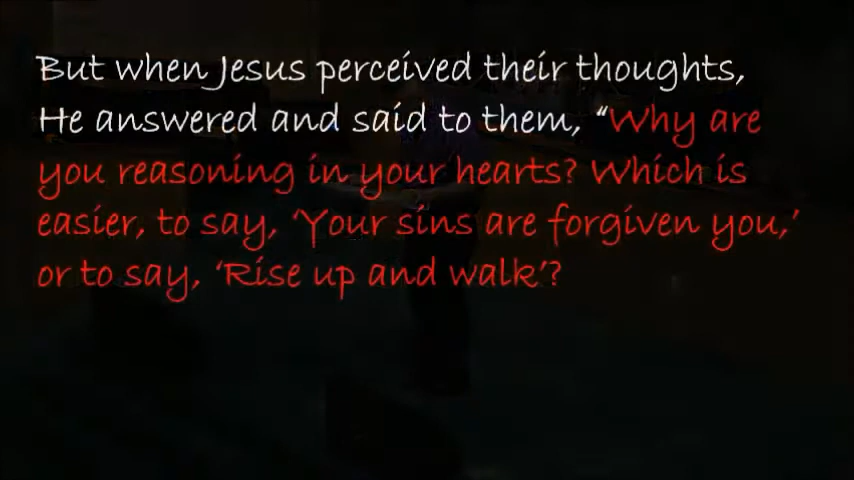 But when Jesus perceived their thoughts,
He answered and said to them, “Why are
you reasoning in your hearts? Which is
easier, to say, ‘Your sins are forgiven you,’
or to say, ‘Rise up and walk’?